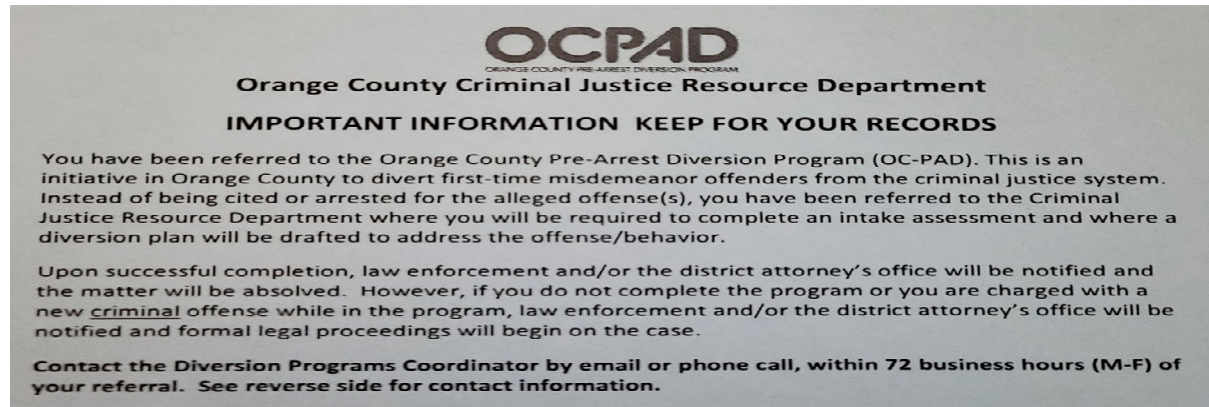 OCPAD
ORANGE COUNTY PRE-ARREST DIVERSION PROGRAM
Orange County Criminal Justice Resource Department
IMPORTANT INFORMATION KEEP FOR YOUR RECORDS
You have been referred to the Orange County Pre-Arrest Diversion Program (OC-PAD). This is an
initiative in Orange County to divert first-time misdemeanor offenders from the criminal justice system.
Instead of being cited or arrested for the alleged offense(s), you have been referred to the Criminal
Justice Resource Department where you will be required to complete an intake assessment and where a
diversion plan will be drafted to address the offense/behavior.
Upon successful completion, law enforcement and/or the district attorney's office will be notified and
the matter will be absolved. However, if you do not complete the program or you are charged with a
new criminal offense while in the program, law enforcement and/or the district attorney's office will be
notified and formal legal proceedings will begin on the case.
Contact the Diversion Programs Coordinator by email or phone call, within 72 business hours (M-F) of
your referral. See reverse side for contact information.